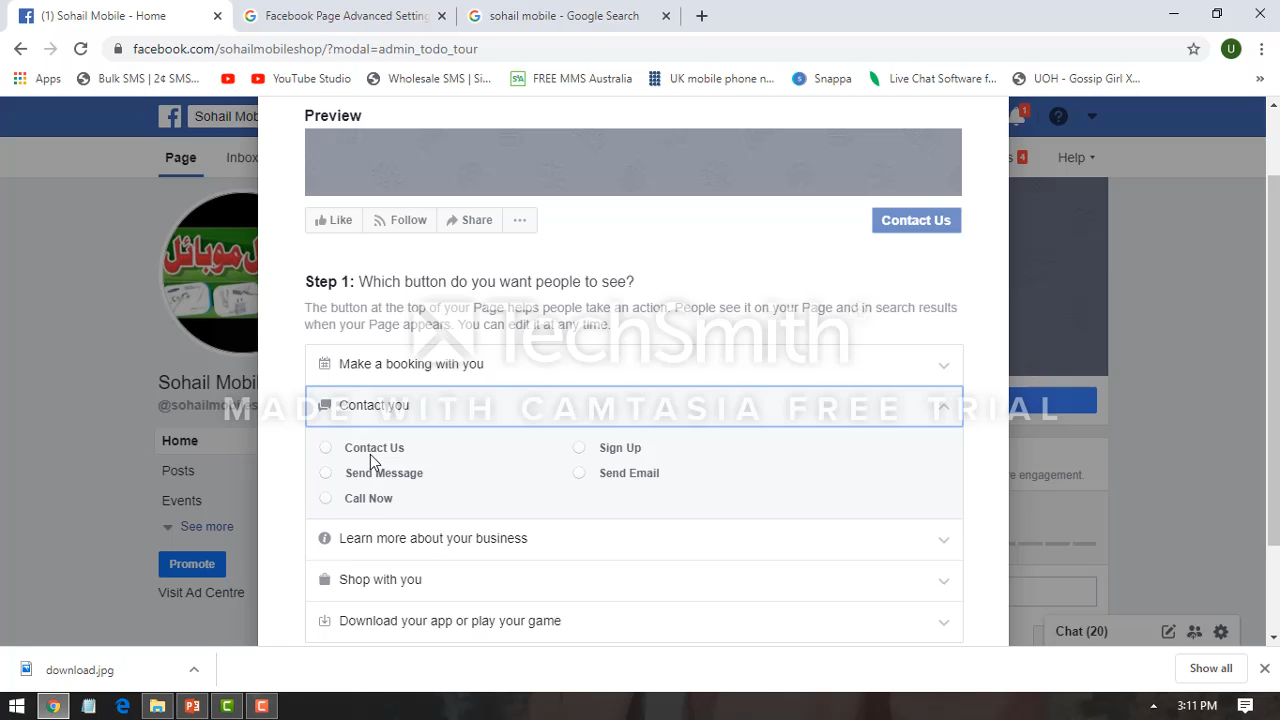 (1) Sohail Mobile - Home
Facebook Page Advanced Setting
sohail mobile - Google Search
facebook.com/sohailmobileshop/?modal=admin_todo_tour
U
Apps
Bulk SMS | 2¢ SMS...
YouTube Studio
Wholesale SMS | Si...
FREE MMS Australia
UK mobile phone n...
Snappa
Live Chat Software f...
UOH - Gossip Girl X...
Sohail Mob
1
Page
Inbox
4
Help
Preview
Like
Follow
Share
Contact Us
Step 1: Which button do you want people to see?
The button at the top of your Page helps people take an action. People see it on your Page and in search results
when your Page appears. You can edit it at any time.
TechSmith
MADE WITH CAMTASIA FREE TRIAL
Make a booking with you
Contact you
Contact Us
Sign Up
Send Message
Send Email
Call Now
Learn more about your business
Shop with you
Download your app or play your game
موبائل
Sohail Mobil
@sohailmobiles
Home
Posts
Events
See more
Promote
Visit Ad Centre
e engagement.
Chat (20)
download.jpg
Show all
3:11 PM